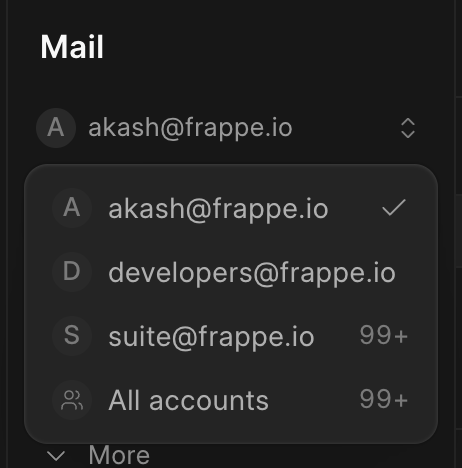 Mail
A akash@frappe.io
A akash@frappe.io
D developers@frappe.io
S suite@frappe.io 99+
All accounts 99+
More